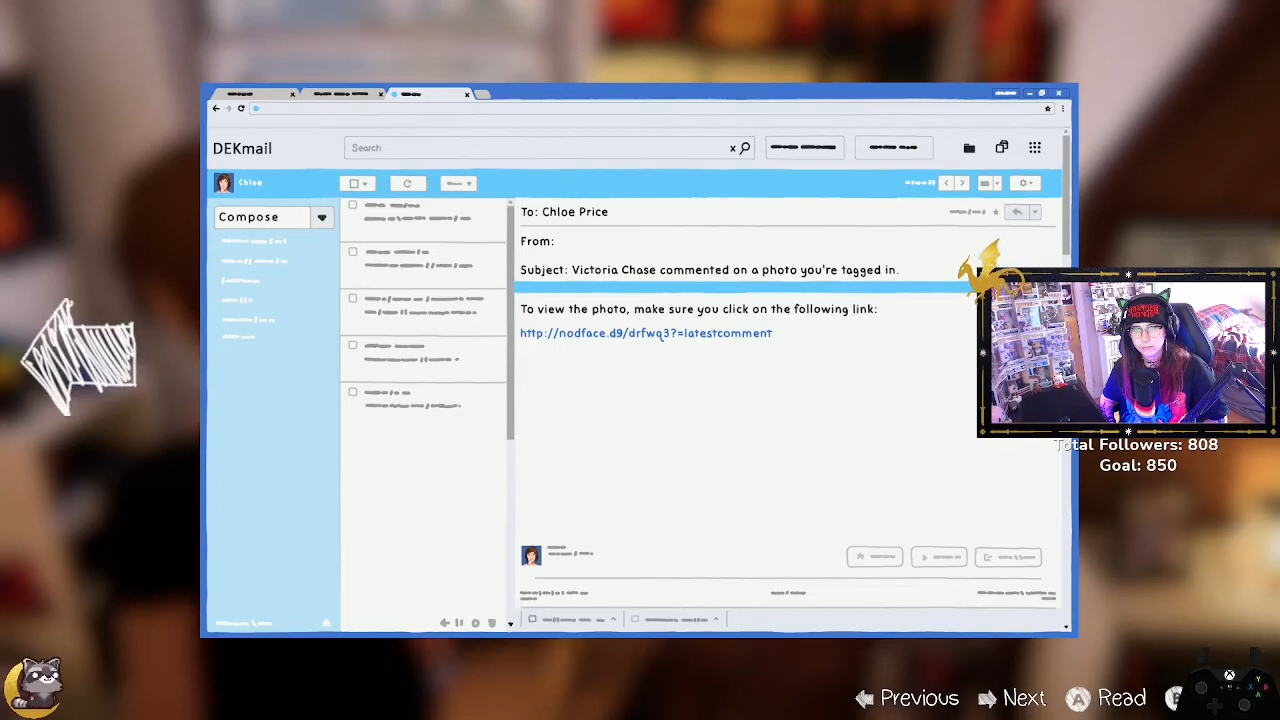 DEKmail
Search
x
Chloe
Compose
To: Chloe Price
From:
Subject: Victoria Chase commented on a photo you're tagged in.
To view the photo, make sure you click on the following link:
http://nodface.d9/drfwq3?=latestcomment
Total Followers: 808
Goal: 850
Previous
Next
A Read